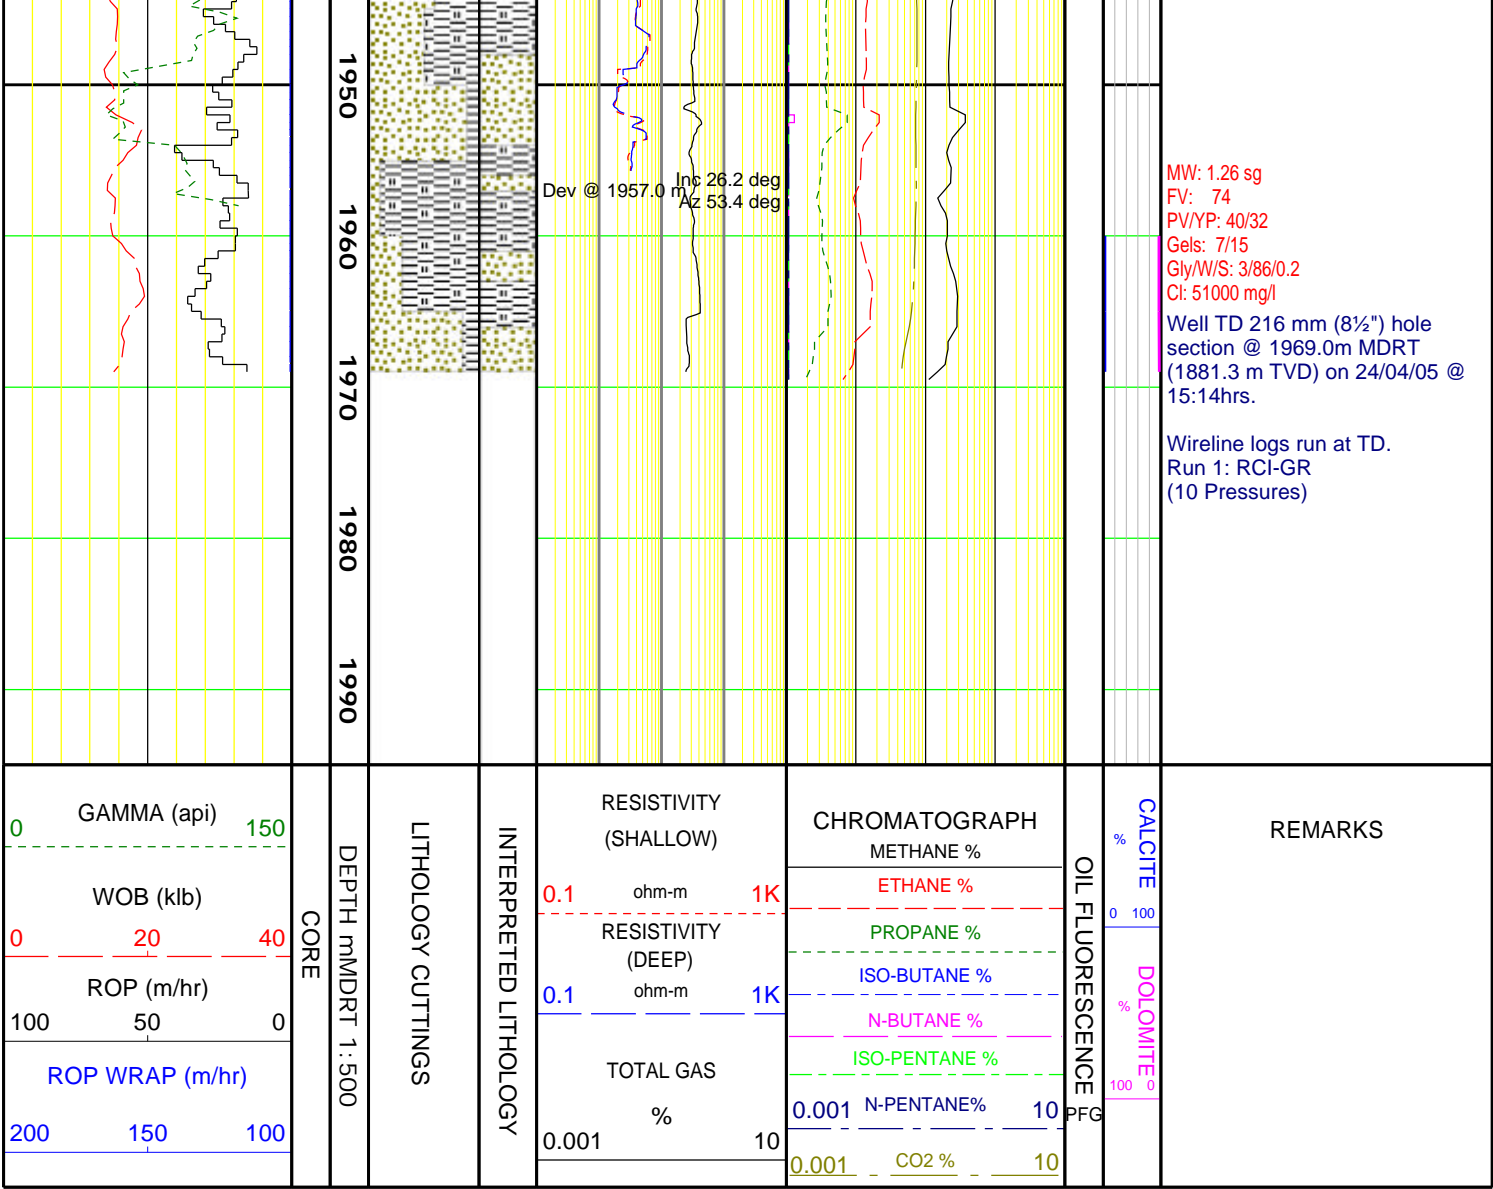 1950
1960
1970
1980
1990
Dev @ 1957.0 m
Inc 26.2 deg
Az 53.4 deg
MW: 1.26 sg
FV: 74
PV/YP: 40/32
Gels: 7/15
Gly/W/S: 3/86/0.2
Cl: 51000 mg/l
Well TD 216 mm (8½") hole
section @ 1969.0m MDRT
(1881.3 m TVD) on 24/04/05 @
15:14hrs.
Wireline logs run at TD.
Run 1: RCI-GR
(10 Pressures)
GAMMA (api)
0 150
WOB (klb)
0 20 40
ROP (m/hr)
100 50 0
ROP WRAP (m/hr)
200 150 100
CORE
DEPTH mMDRT 1:500
LITHOLOGY CUTTINGS
INTERPRETED LITHOLOGY
RESISTIVITY
(SHALLOW)
0.1 ohm-m 1K
RESISTIVITY
(DEEP)
0.1 ohm-m 1K
TOTAL GAS
%
0.001 10
CHROMATOGRAPH
METHANE %
ETHANE %
PROPANE %
ISO-BUTANE %
N-BUTANE %
ISO-PENTANE %
0.001 N-PENTANE% 10
0.001 CO2 % 10
OIL FLUORESCENCE
PFG
CALCITE
%
0 100
DOLOMITE
%
100 0
REMARKS